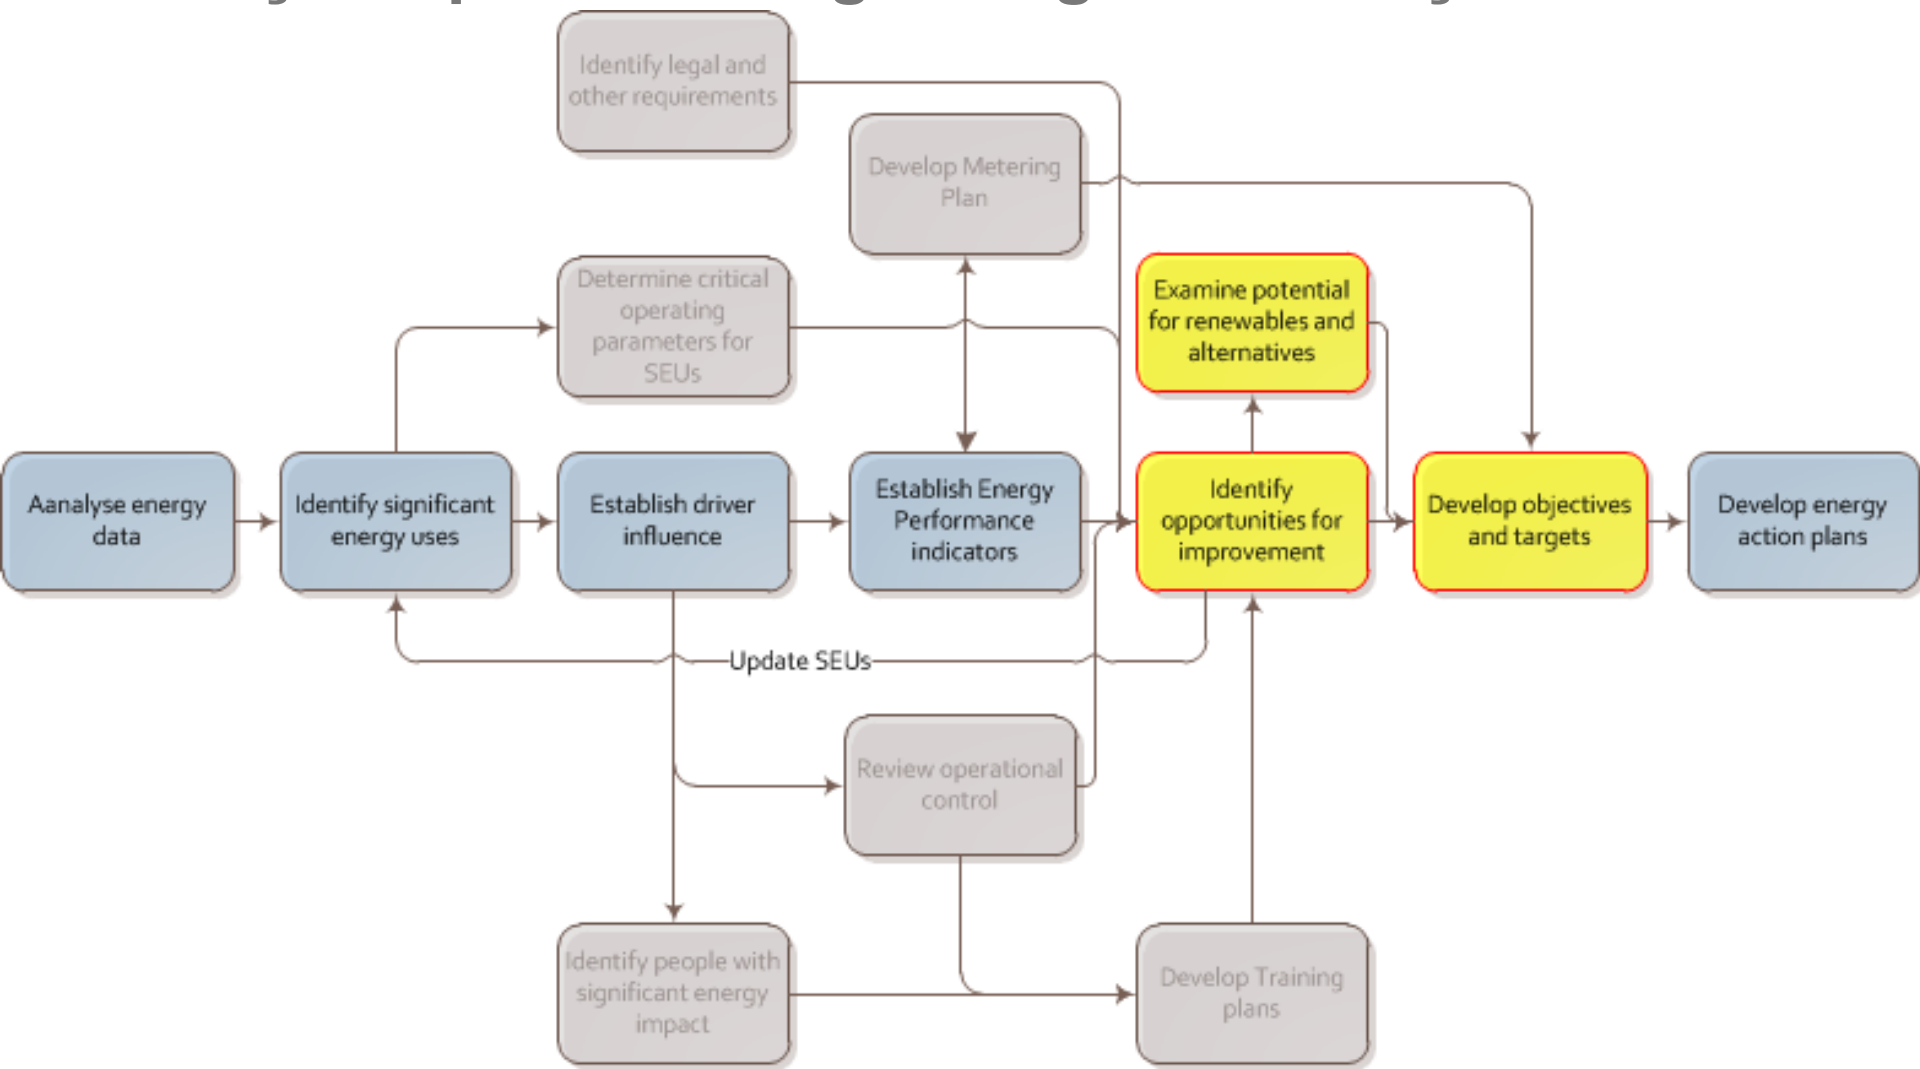 Identify legal and
other requirements
Develop Metering
Plan
Determine critical
operating
parameters for
SEUs
Examine potential
for renewables and
alternatives
Aanalyse energy
data
Identify significant
energy uses
Establish driver
influence
Establish Energy
Performance
indicators
Identify
opportunities for
improvement
Develop objectives
and targets
Develop energy
action plans
Update SEUs
Review operational
control
Identify people with
significant energy
impact
Develop Training
plans